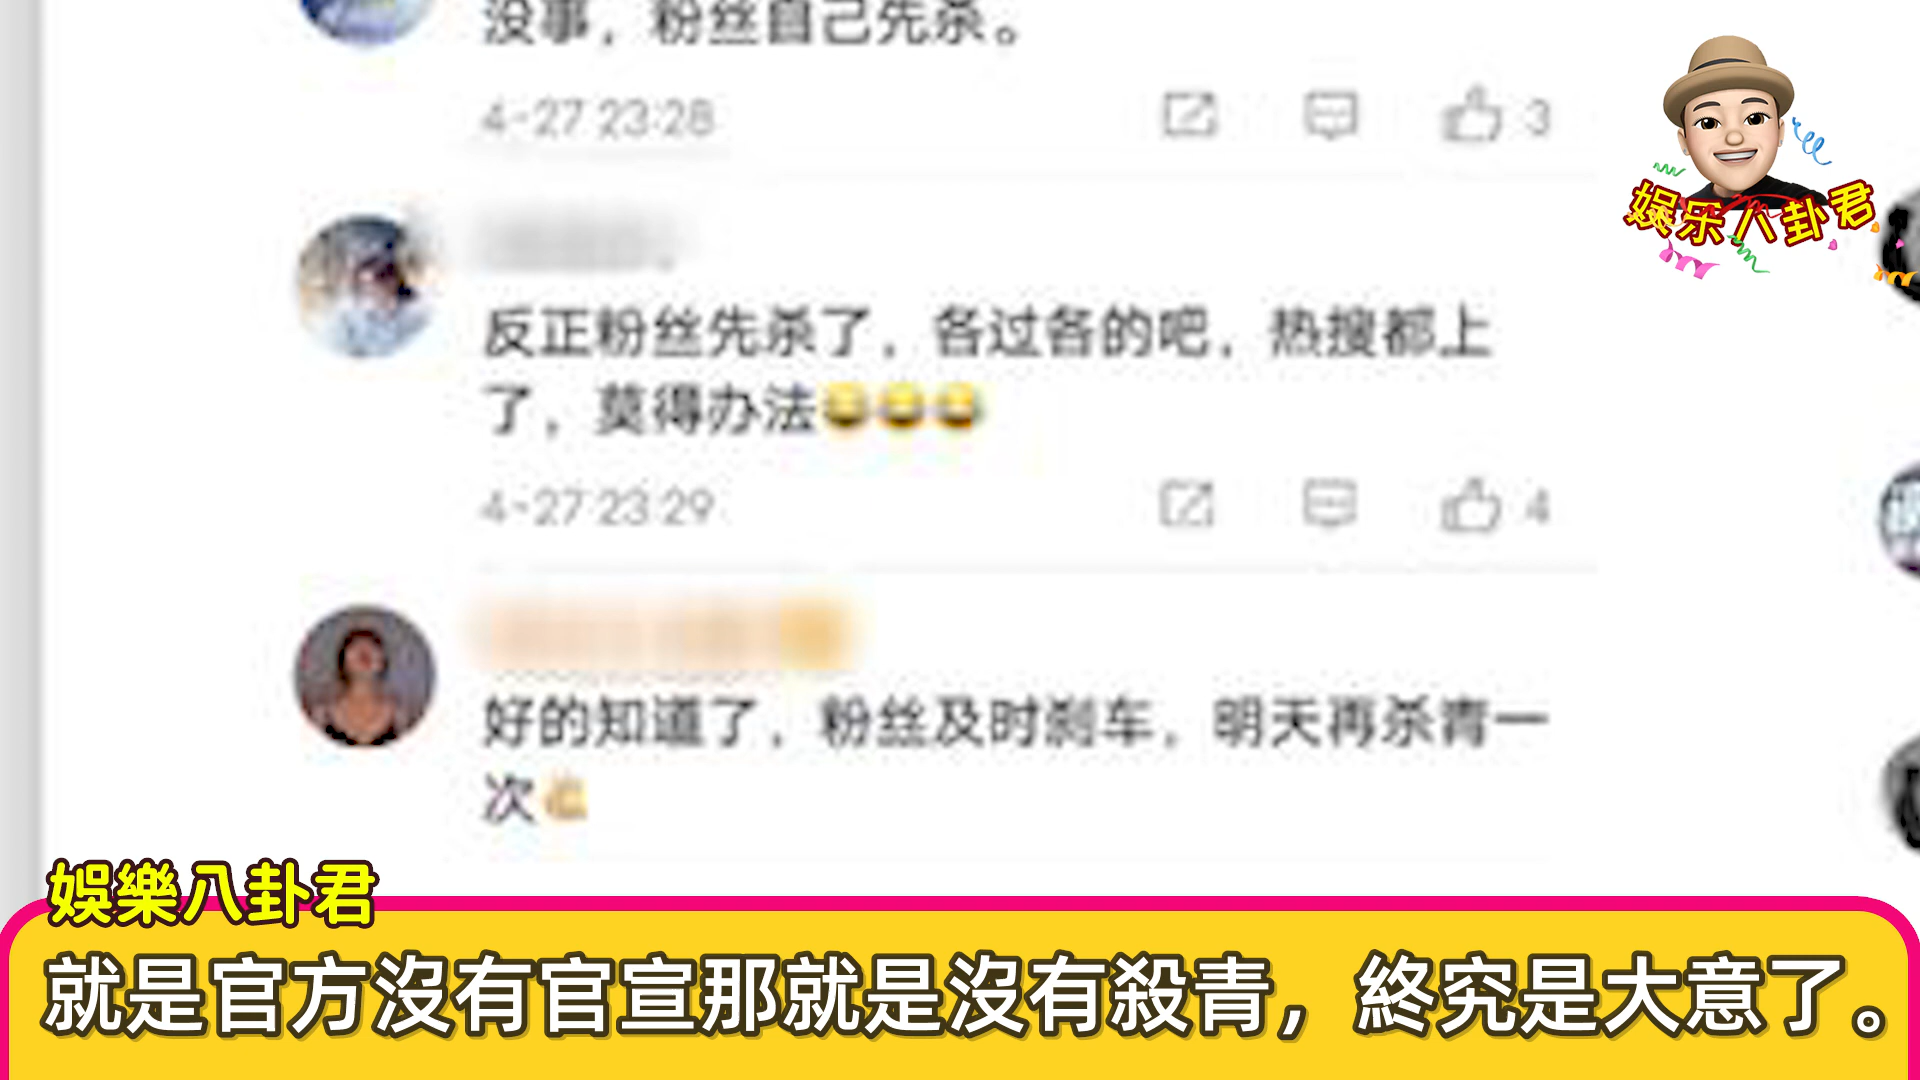 没事，粉丝自己先杀。
4-27 23:28
3
娱乐八卦君
反正粉丝先杀了，各过各的吧，热搜都上
了，莫得办法
4-27 23:29
4
好的知道了，粉丝及时刹车，明天再杀青一
次
娛樂八卦君
就是官方沒有官宣那就是沒有殺青，終究是大意了。